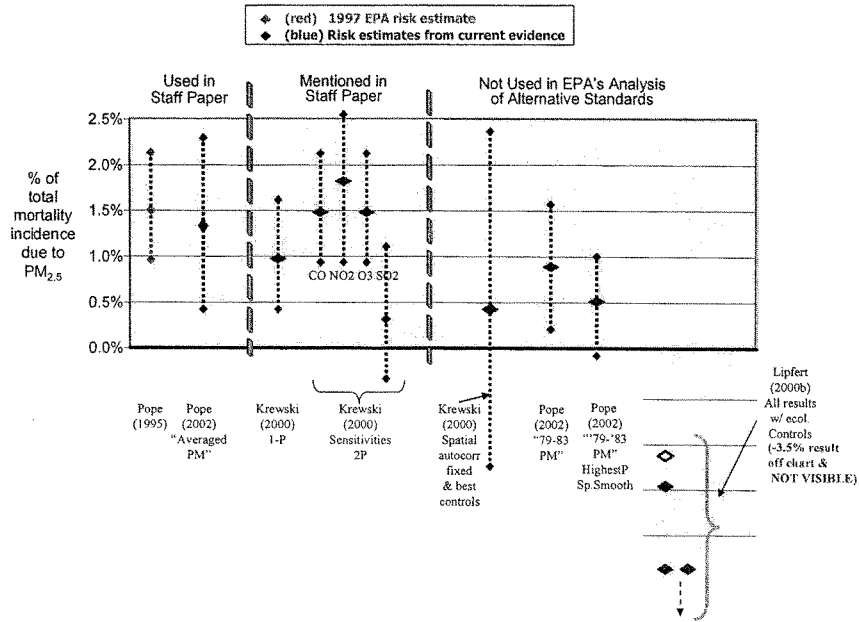 (red) 1997 EPA risk estimate
(blue) Risk estimates from current evidence
Used in
Staff Paper
Mentioned in
Staff Paper
Not Used in EPA's Analysis
of Alternative Standards
% of
total
mortality
incidence
due to
PM2.5
2.5%
2.0%
1.5%
1.0%
0.5%
0.0%
CO NO2 O3 SO2
Pope
(1995)
Pope
(2002)
"Averaged
PM"
Krewski
(2000)
1-P
Krewski
(2000)
Sensitivities
2P
Krewski
(2000)
Spatial
autocorr
fixed
& best
controls
Pope
(2002)
"79-83
PM"
Pope
(2002)
"'79-'83
PM"
HighestP
Sp.Smooth
Lipfert
(2000b)
All results
w/ ecol.
Controls
(-3.5% result
off chart &
NOT VISIBLE)